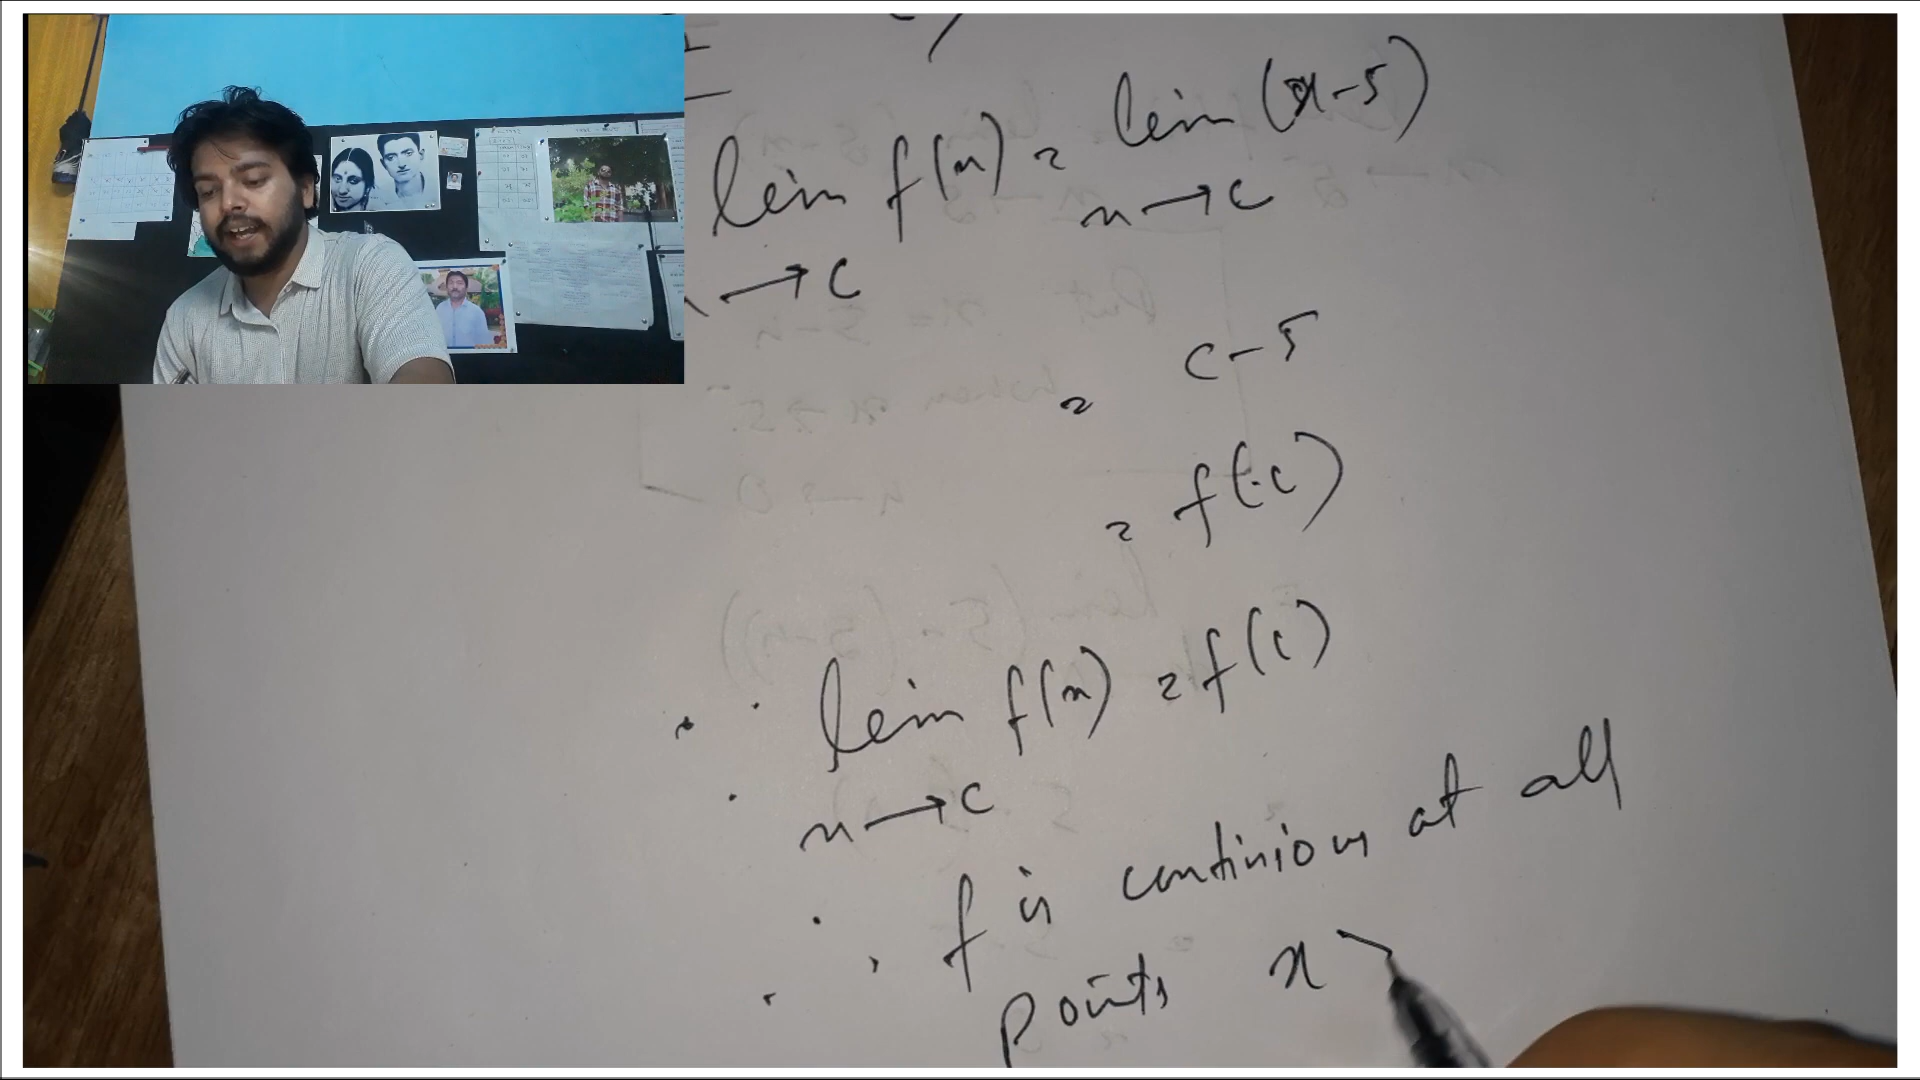 lim f(x) = lim (x-5)
x→c x→c
= c-5
= f(c)
∴ lim f(x) = f(c)
x→c
∴ f is continious at all
points x >